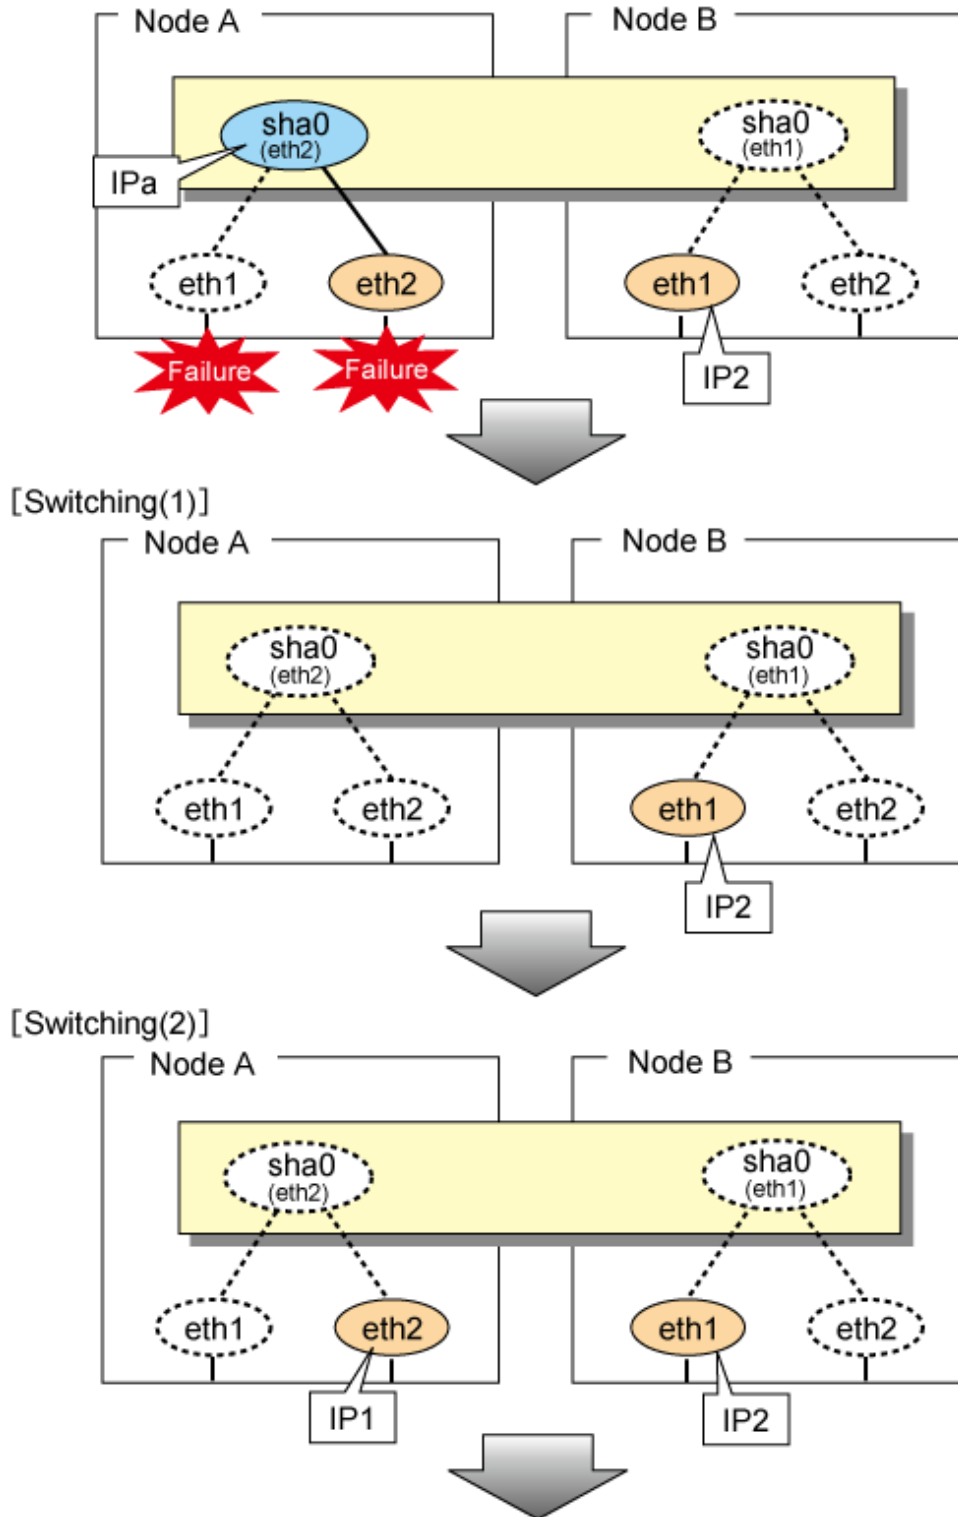 Node A
Node B
sha0
(eth2)
sha0
(eth1)
IPa
eth1
eth2
eth1
eth2
Failure
Failure
IP2
[Switching(1)]
Node A
Node B
sha0
(eth2)
sha0
(eth1)
eth1
eth2
eth1
eth2
IP2
[Switching(2)]
Node A
Node B
sha0
(eth2)
sha0
(eth1)
eth1
eth2
eth1
eth2
IP1
IP2